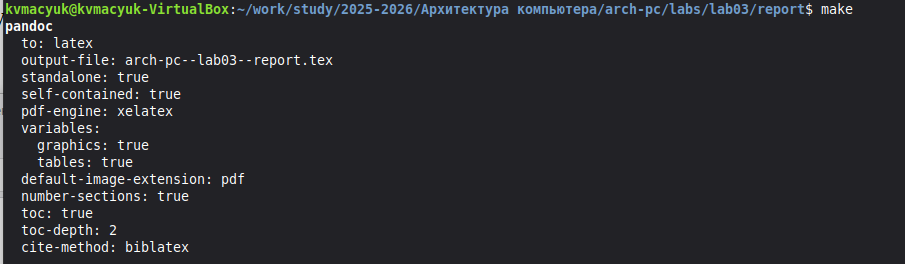 kvmacyuk@kvmacyuk-VirtualBox:~/work/study/2025-2026/Архитектура компьютера/arch-pc/labs/lab03/report$ make
pandoc
  to: latex
  output-file: arch-pc--lab03--report.tex
  standalone: true
  self-contained: true
  pdf-engine: xelatex
  variables:
    graphics: true
    tables: true
  default-image-extension: pdf
  number-sections: true
  toc: true
  toc-depth: 2
  cite-method: biblatex